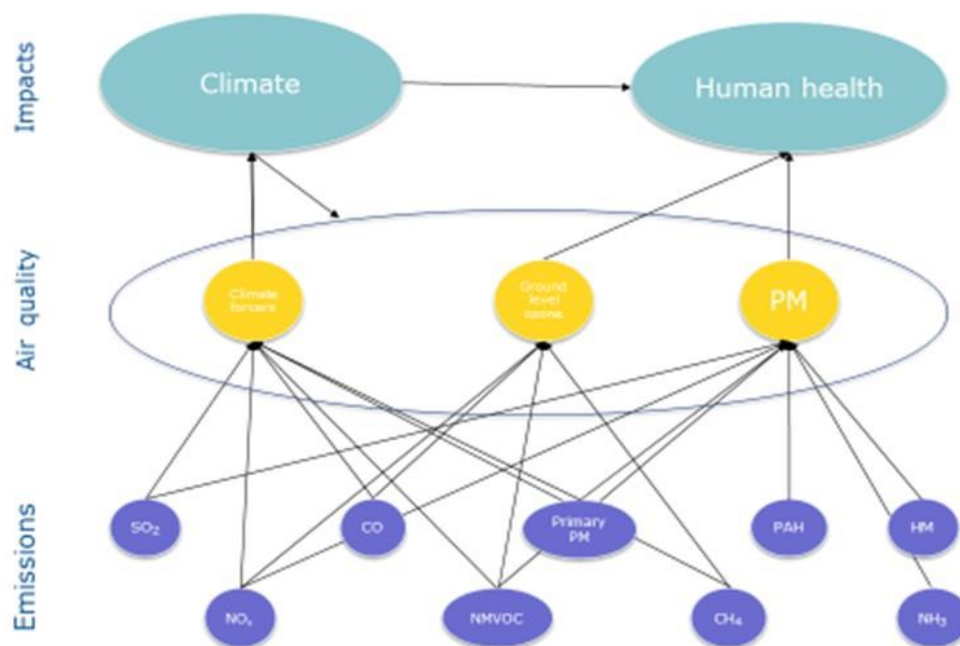 Impacts
Climate
Human health
Air quality
Climate
forcers
Ground
level
ozone
PM
Emissions
SO₂
CO
Primary
PM
PAH
HM
NOₓ
NMVOC
CH₄
NH₃